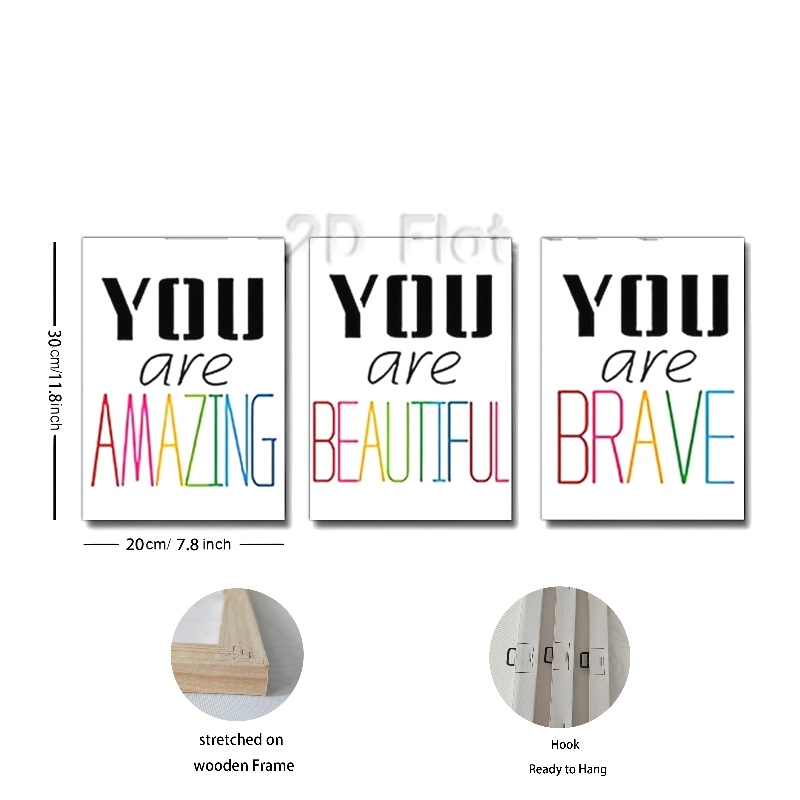 2D Flat
YOU
are
AMAZING
YOU
are
BEAUTIFUL
YOU
are
BRAVE
30cm/11.8inch
20cm/ 7.8 inch
stretched on
wooden Frame
Hook
Ready to Hang